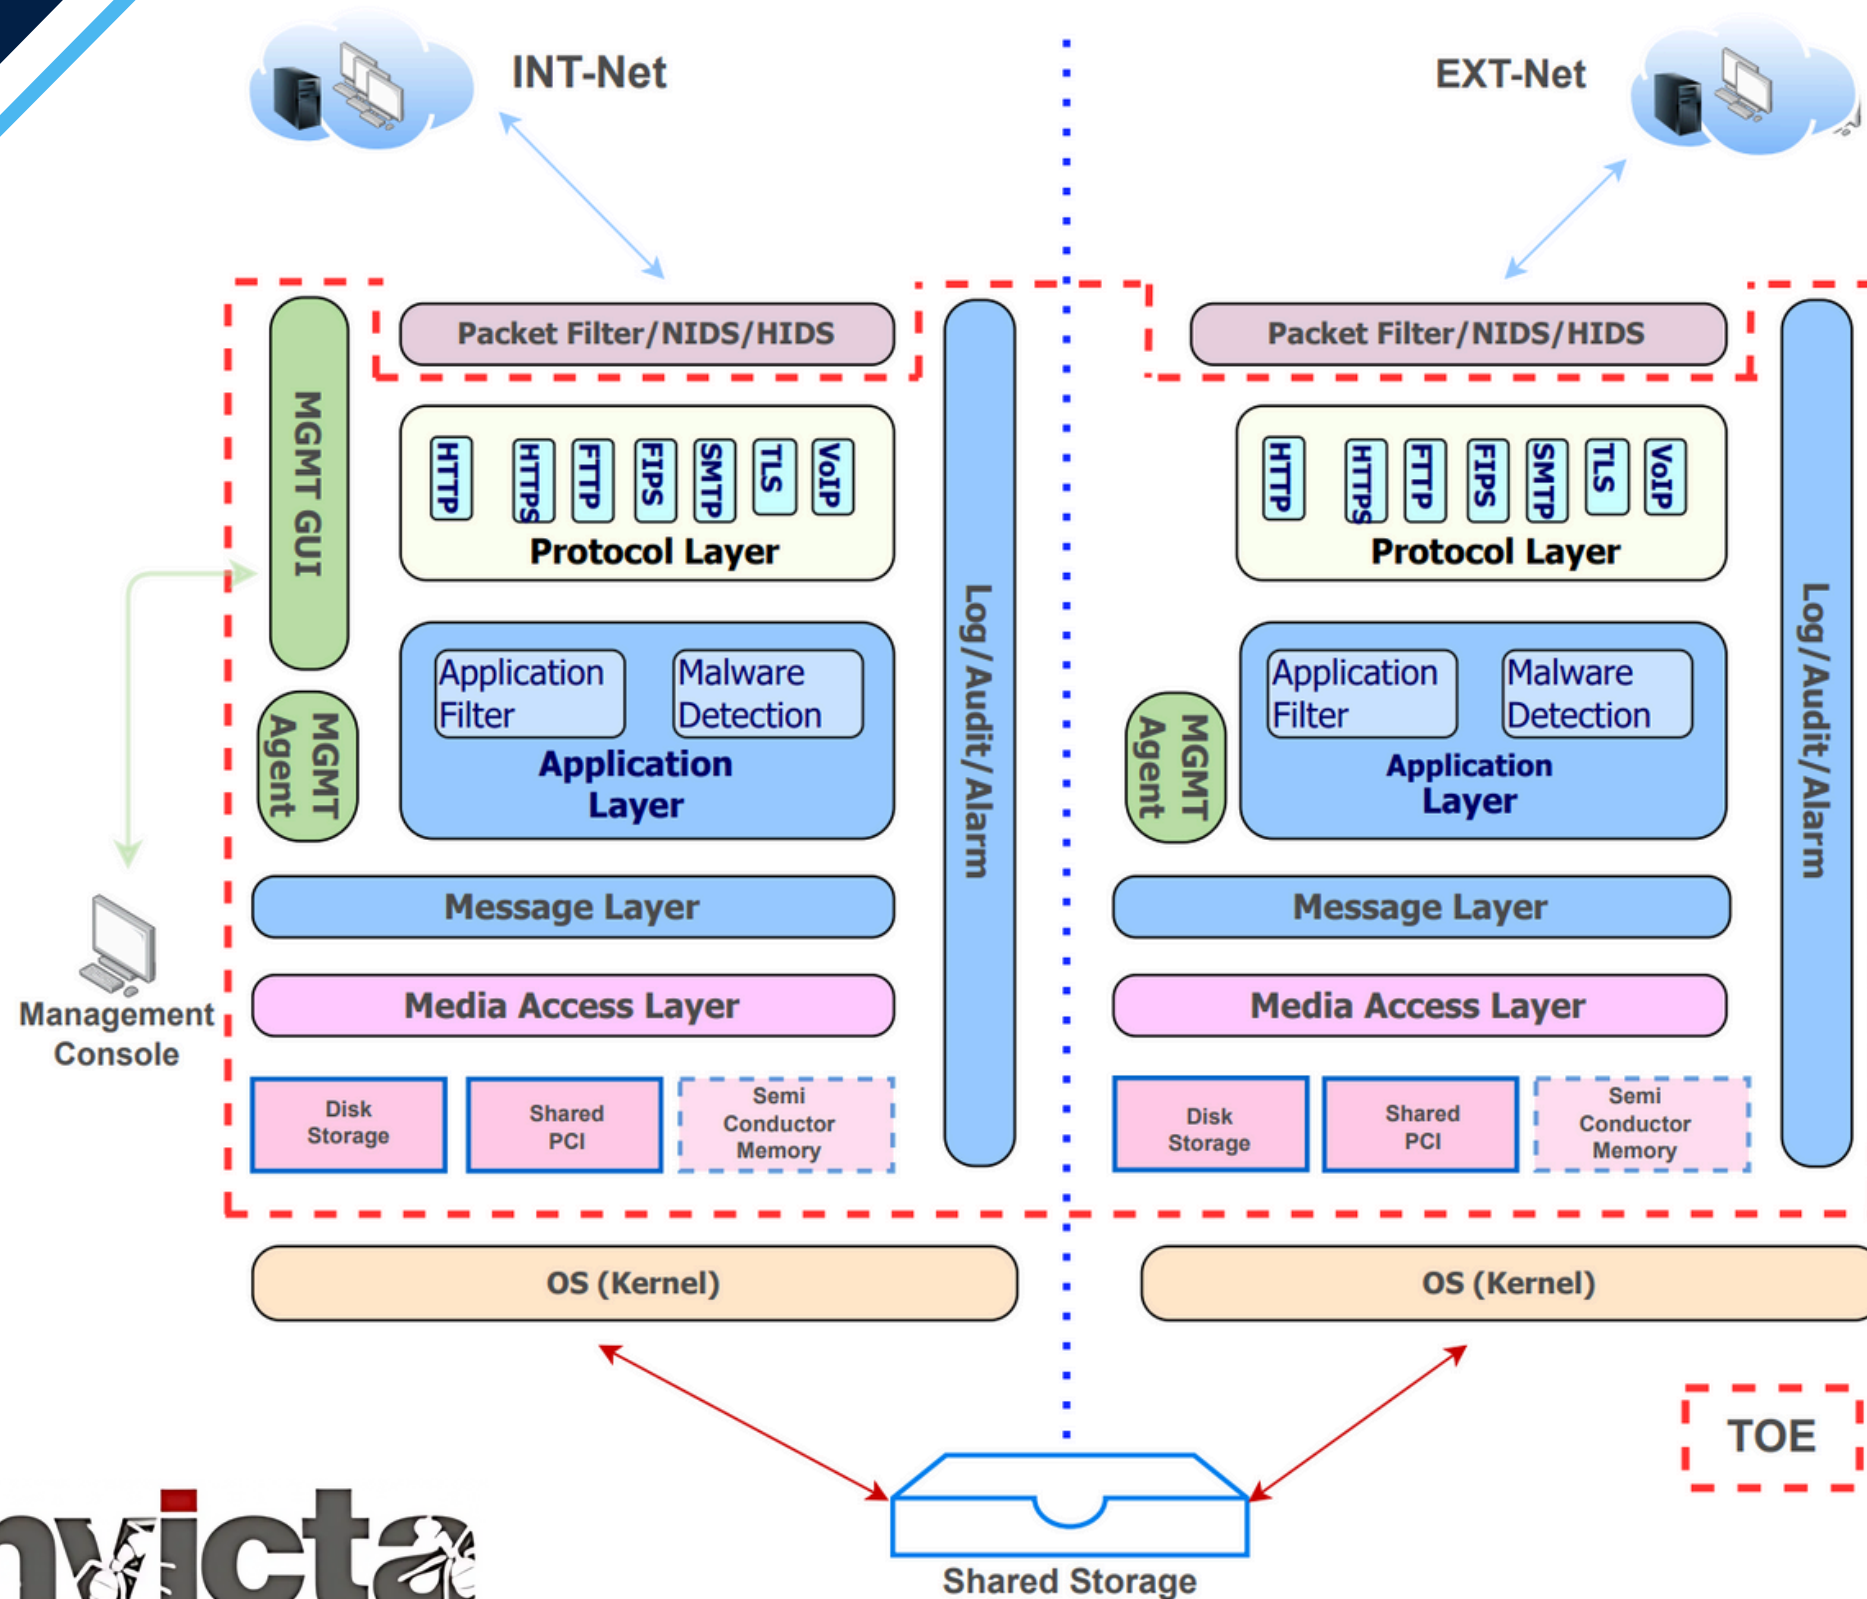 INT-Net
EXT-Net
Packet Filter/NIDS/HIDS
Packet Filter/NIDS/HIDS
MGMT GUI
HTTP
HTTPS
FTTP
FIPS
SMTP
TLS
VoIP
Protocol Layer
HTTP
HTTPS
FTTP
FIPS
SMTP
TLS
VoIP
Protocol Layer
Log/Audit/Alarm
Log/Audit/Alarm
MGMT
Agent
Application
Filter
Malware
Detection
Application
Layer
MGMT
Agent
Application
Filter
Malware
Detection
Application
Layer
Message Layer
Message Layer
Media Access Layer
Media Access Layer
Management
Console
Disk
Storage
Shared
PCI
Semi
Conductor
Memory
Disk
Storage
Shared
PCI
Semi
Conductor
Memory
OS (Kernel)
OS (Kernel)
TOE
nvicta
Shared Storage